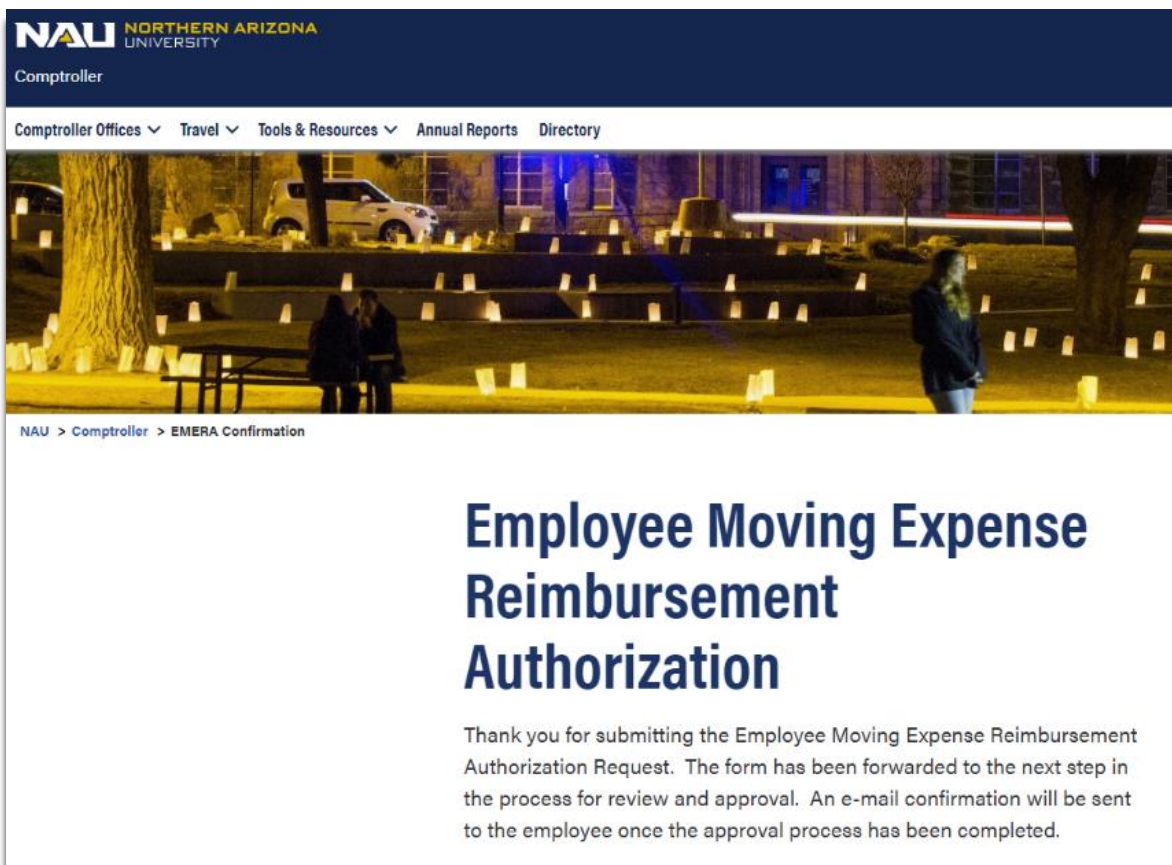 NAU NORTHERN ARIZONA
UNIVERSITY
Comptroller
Comptroller Offices Travel Tools & Resources Annual Reports Directory
NAU > Comptroller > EMERA Confirmation
Employee Moving Expense
Reimbursement
Authorization
Thank you for submitting the Employee Moving Expense Reimbursement
Authorization Request. The form has been forwarded to the next step in
the process for review and approval. An e-mail confirmation will be sent
to the employee once the approval process has been completed.